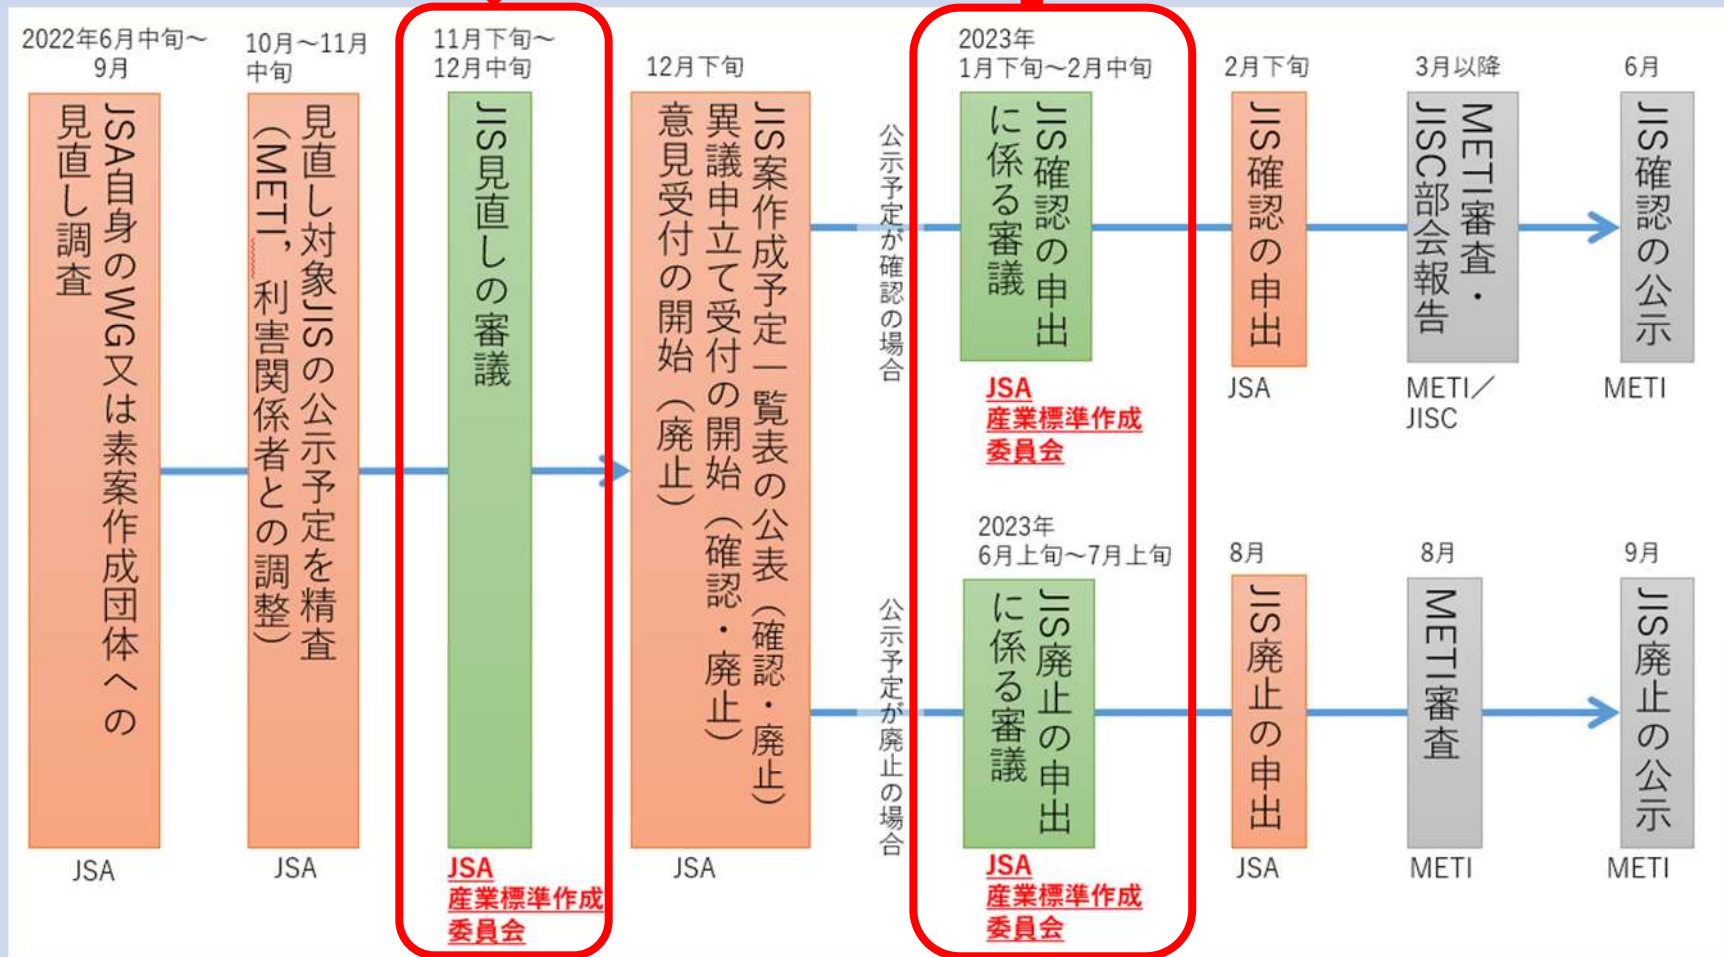 2022年6月中旬～
9月
JSA自身のWG又は素案作成団体への
見直し調査
JSA
10月～11月
中旬
見直し対象JISの公示予定を精査
（METI，利害関係者との調整）
JSA
11月下旬～
12月中旬
JIS見直しの審議
JSA
産業標準作成
委員会
12月下旬
JIS案作成予定一覧表の公表（確認・廃止）
異議申立て受付の開始（確認・廃止）
意見受付の開始（廃止）
JSA
公示予定が確認の場合
2023年
1月下旬～2月中旬
JIS確認の申出
に係る審議
JSA
産業標準作成
委員会
2月下旬
JIS確認の申出
JSA
3月以降
METI審査・
JISC部会報告
METI／
JISC
6月
JIS確認の公示
METI
公示予定が廃止の場合
2023年
6月上旬～7月上旬
JIS廃止の申出
に係る審議
JSA
産業標準作成
委員会
8月
JIS廃止の申出
JSA
8月
METI審査
METI
9月
JIS廃止の公示
METI